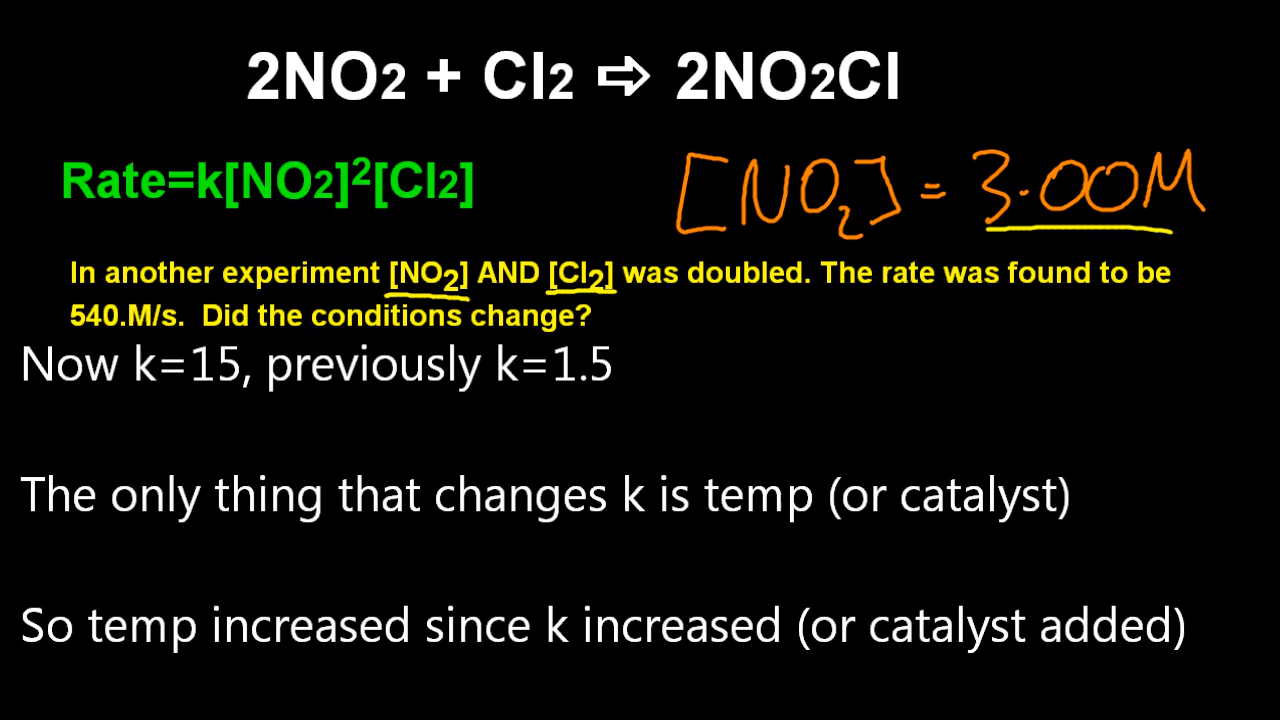 2NO2 + Cl2 ⇨ 2NO2Cl
Rate=k[NO2]²[Cl2]
[NO2] = 3.00M
In another experiment [NO2] AND [Cl2] was doubled. The rate was found to be
540.M/s. Did the conditions change?
Now k=15, previously k=1.5
The only thing that changes k is temp (or catalyst)
So temp increased since k increased (or catalyst added)